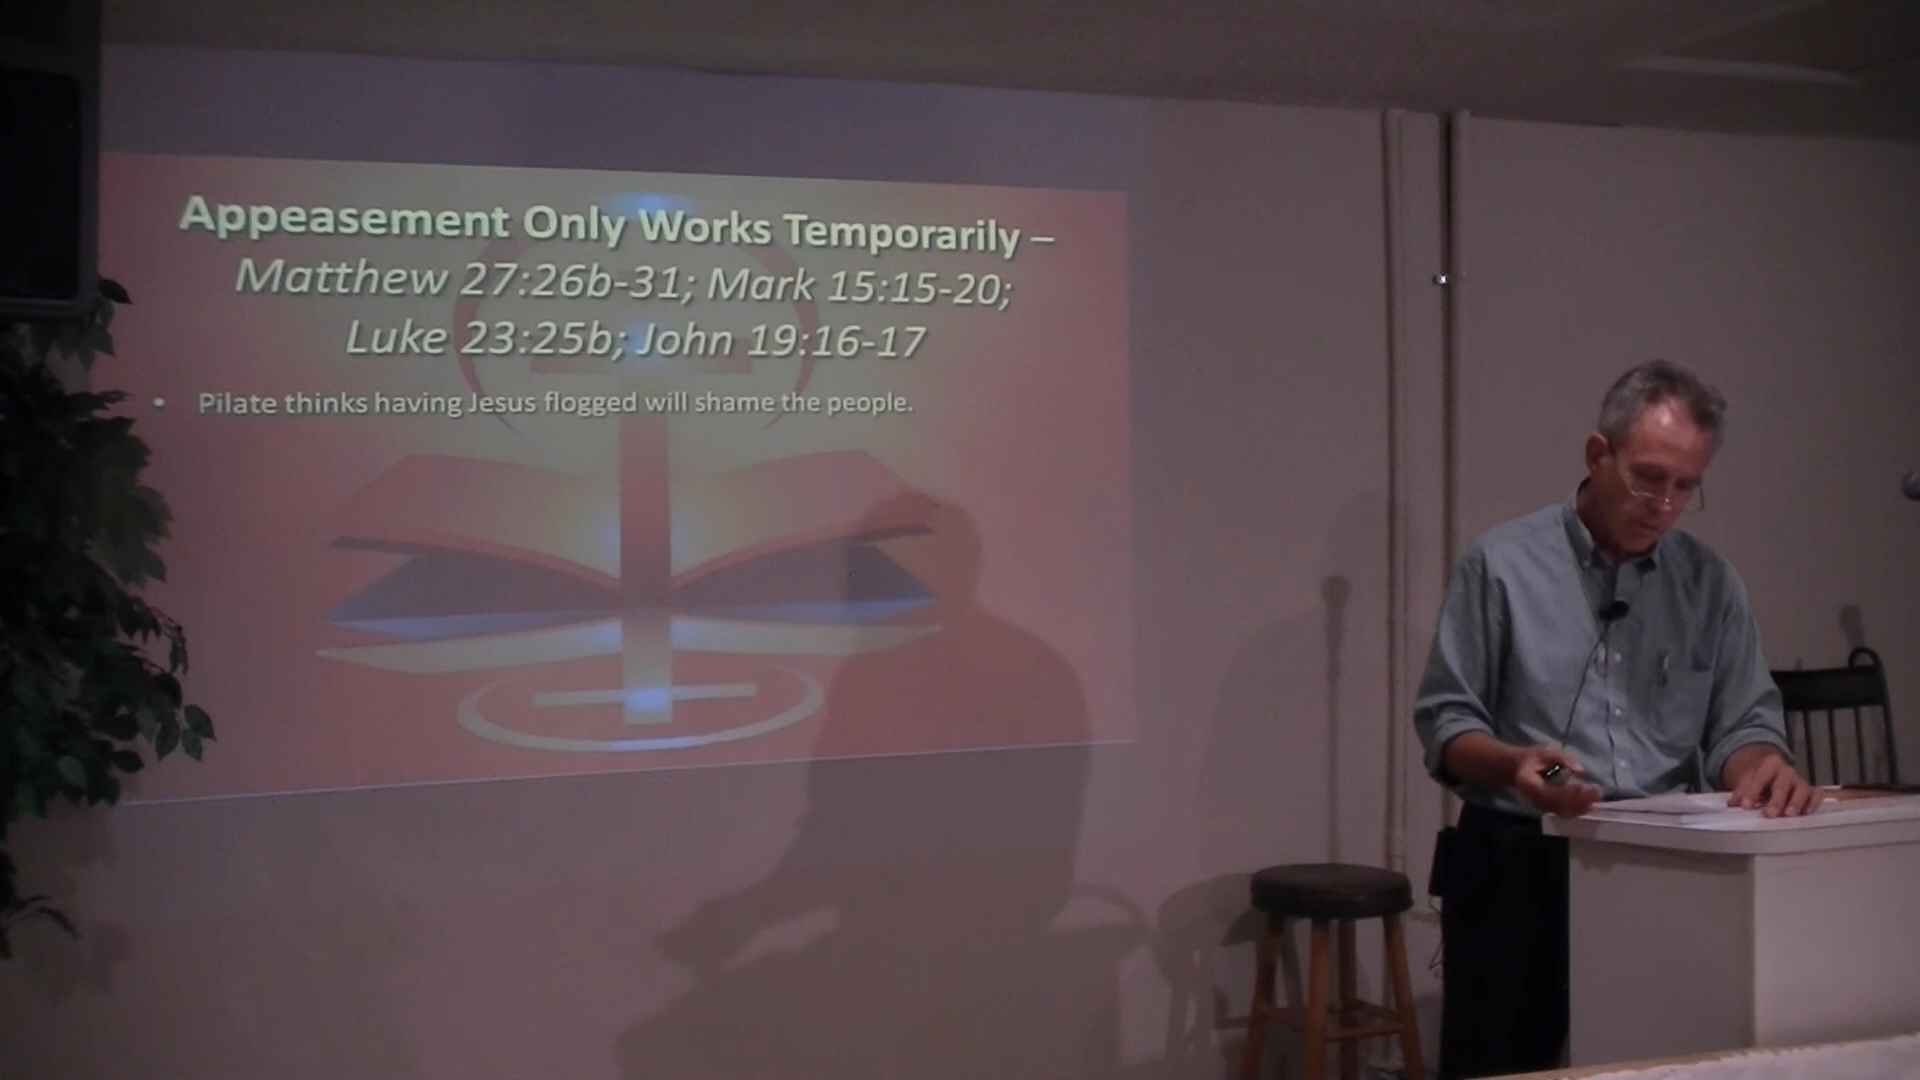 Appeasement Only Works Temporarily –
Matthew 27:26b-31; Mark 15:15-20;
Luke 23:25b; John 19:16-17
• Pilate thinks having Jesus flogged will shame the people.